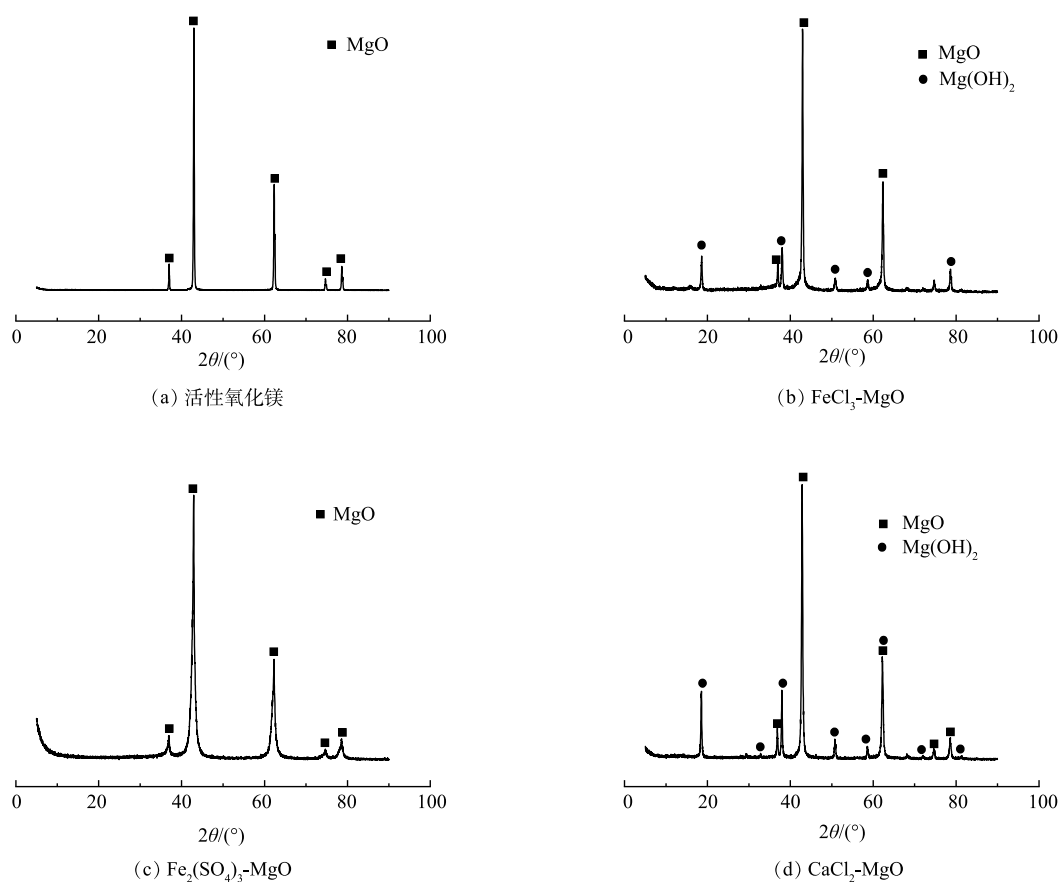 ■ MgO
0 20 40 60 80 100
2θ/(°)
(a) 活性氧化镁
■ MgO
● Mg(OH)₂
0 20 40 60 80 100
2θ/(°)
(b) FeCl₃-MgO
■ MgO
0 20 40 60 80 100
2θ/(°)
(c) Fe₂(SO₄)₃-MgO
■ MgO
● Mg(OH)₂
0 20 40 60 80 100
2θ/(°)
(d) CaCl₂-MgO